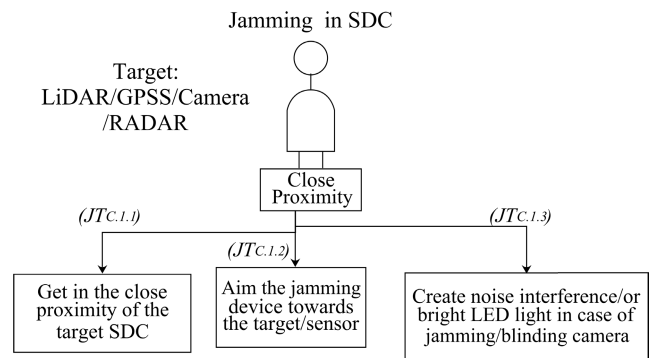 Jamming in SDC
Target:
LiDAR/GPSS/Camera
/RADAR
Close
Proximity
(JTC.1.1)
(JTC.1.2)
(JTC.1.3)
Get in the close
proximity of the
target SDC
Aim the jamming
device towards
the target/sensor
Create noise interference/or
bright LED light in case of
jamming/blinding camera